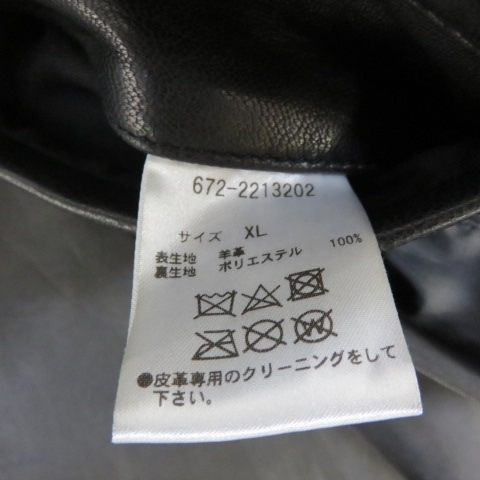 672-2213202
サイズ XL
表生地 羊革
裏生地 ポリエステル 100%
皮革専用のクリーニングをして
下さい。